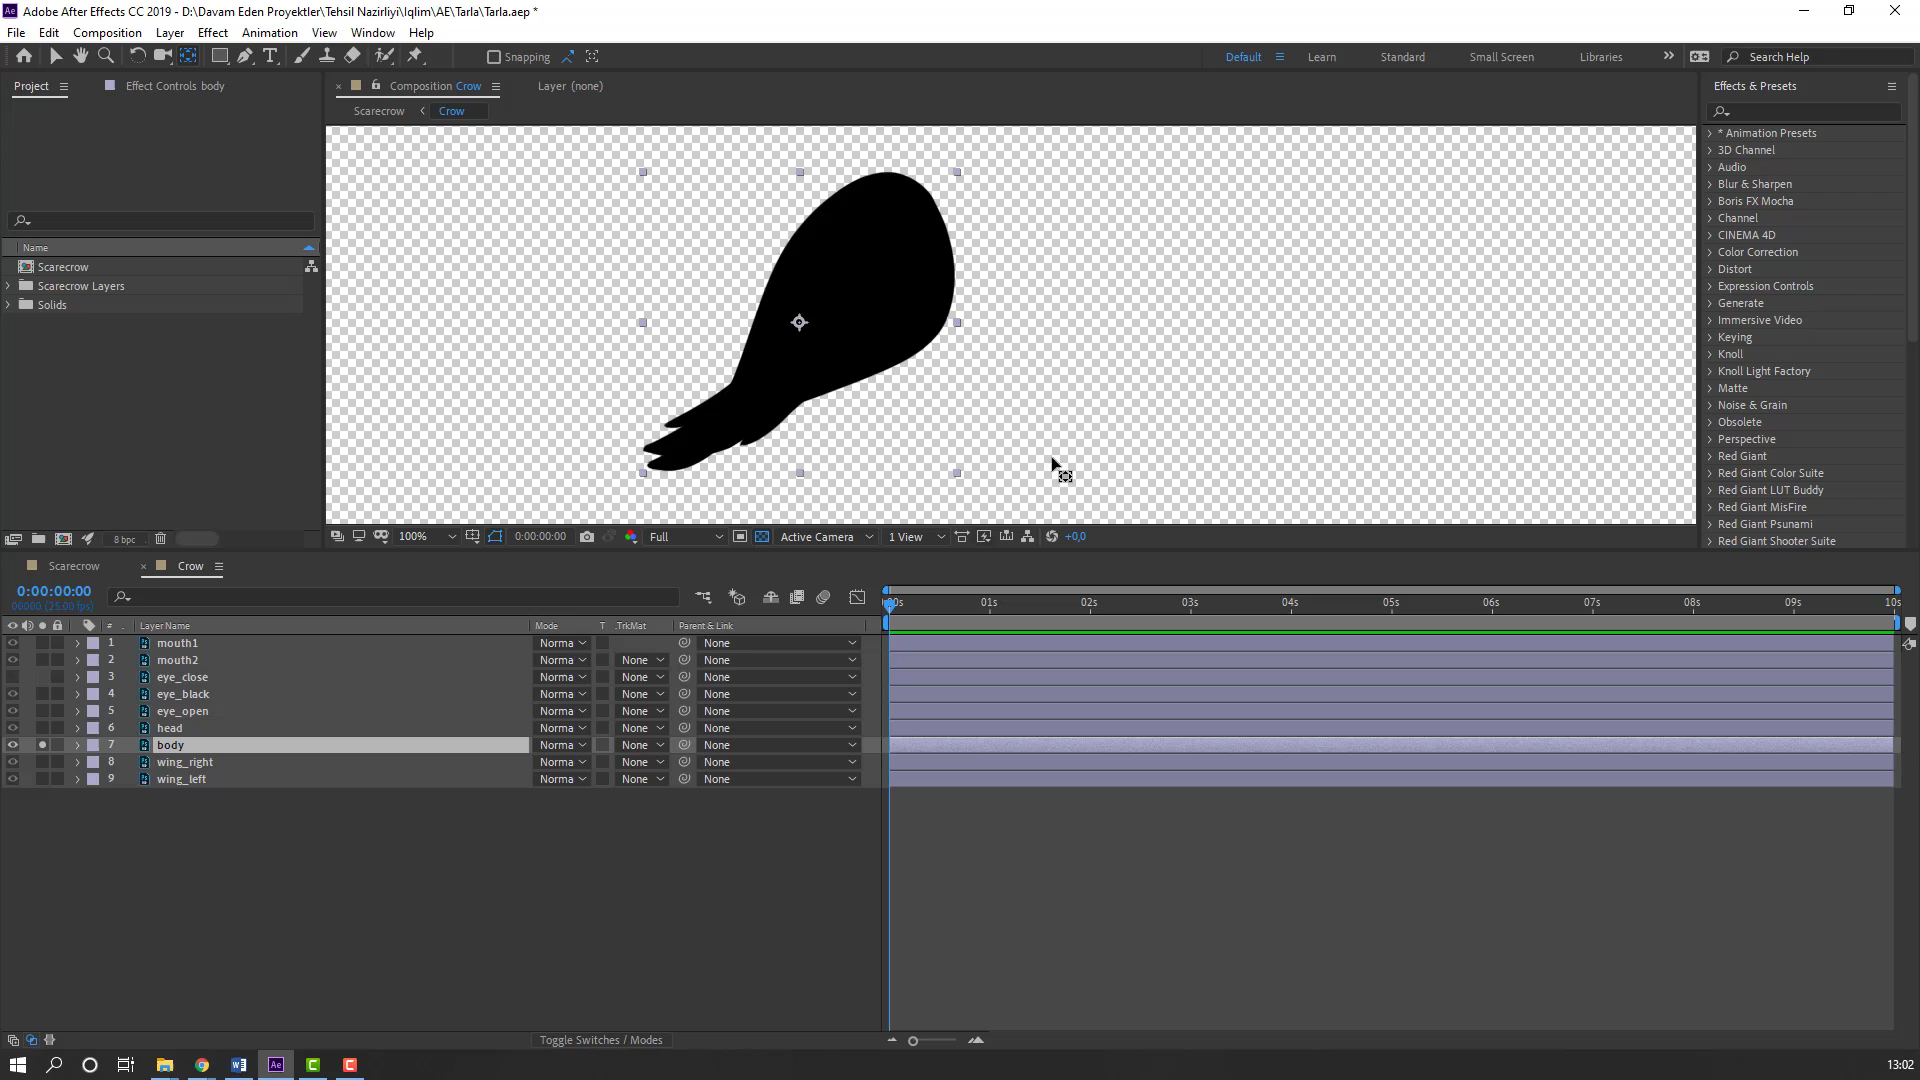 Adobe After Effects CC 2019 - D:\Davam Eden Proyektler\Tehsil Nazirliyi\Iqlim\AE\Tarla\Tarla.aep *
File Edit Composition Layer Effect Animation View Window Help
Snapping
Default Learn Standard Small Screen Libraries Search Help
Project Effect Controls body
Composition Crow Layer (none)
Effects & Presets
Scarecrow Crow
Name
Scarecrow
Scarecrow Layers
Solids
* Animation Presets
3D Channel
Audio
Blur & Sharpen
Boris FX Mocha
Channel
CINEMA 4D
Color Correction
Distort
Expression Controls
Generate
Immersive Video
Keying
Knoll
Knoll Light Factory
Matte
Noise & Grain
Obsolete
Perspective
Red Giant
Red Giant Color Suite
Red Giant LUT Buddy
Red Giant MisFire
Red Giant Psunami
Red Giant Shooter Suite
8 bpc
100% 0:00:00:00 Full Active Camera 1 View +0,0
Scarecrow Crow
0:00:00:00
00000 (25.00 fps)
:00s 01s 02s 03s 04s 05s 06s 07s 08s 09s 10s
# Layer Name Mode T .TrkMat Parent & Link
1 mouth1 Norma None
2 mouth2 Norma None None
3 eye_close Norma None None
4 eye_black Norma None None
5 eye_open Norma None None
6 head Norma None None
7 body Norma None None
8 wing_right Norma None None
9 wing_left Norma None None
Toggle Switches / Modes
13:02